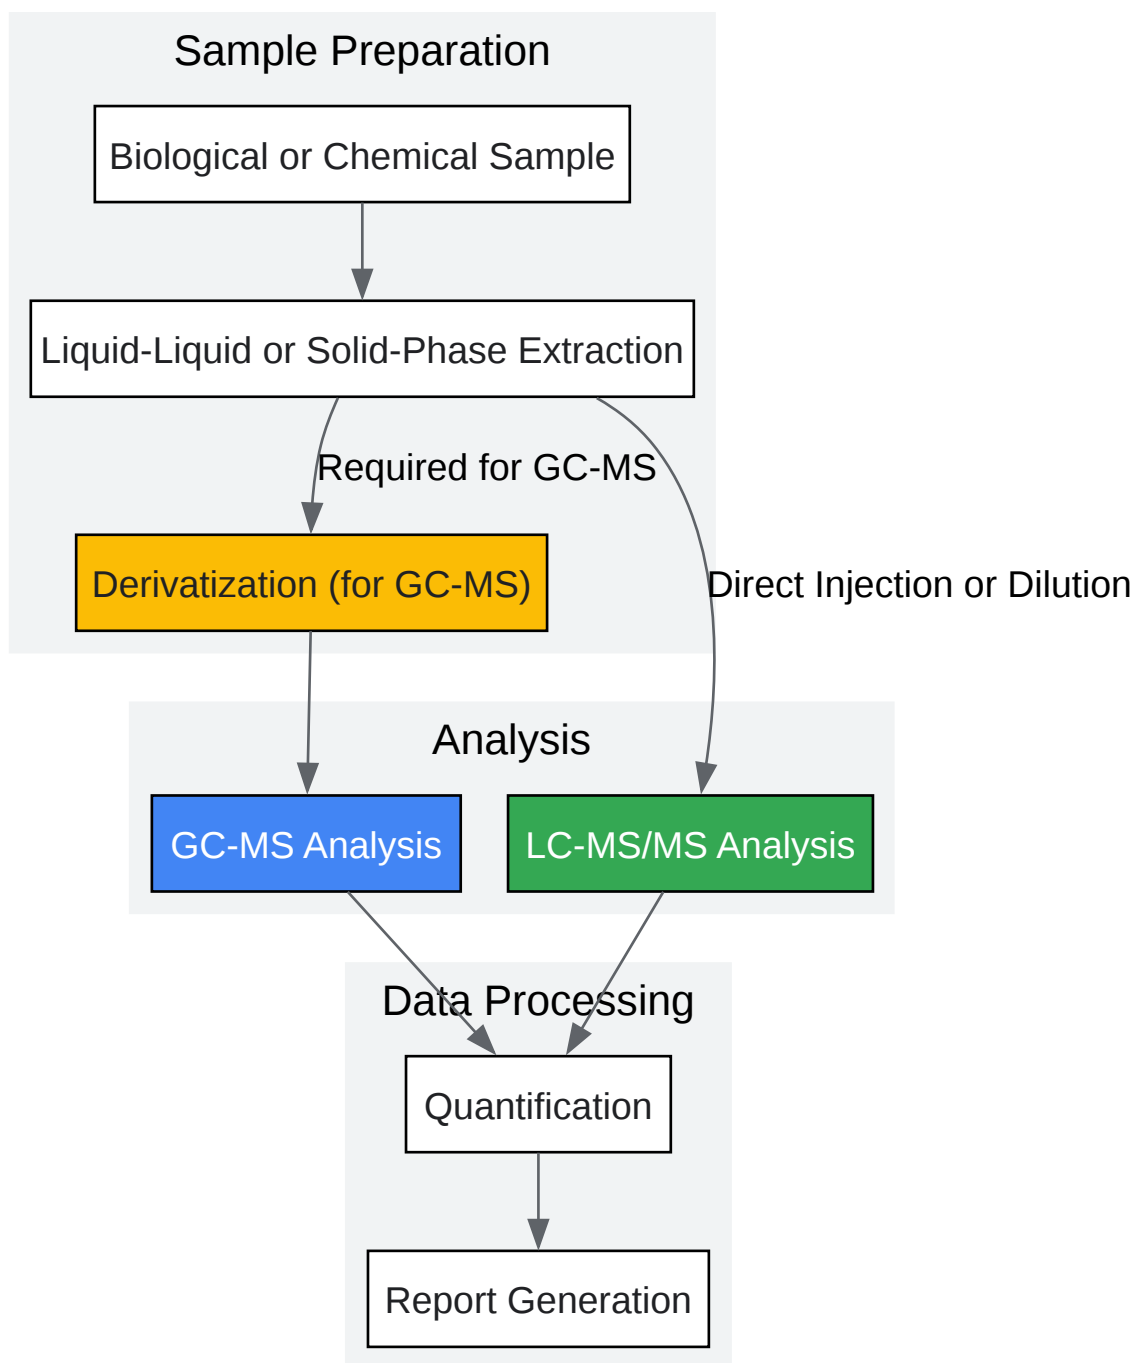 Sample Preparation
Biological or Chemical Sample
Liquid-Liquid or Solid-Phase Extraction
Required for GC-MS
Direct Injection or Dilution
Derivatization (for GC-MS)
Analysis
GC-MS Analysis
LC-MS/MS Analysis
Data Processing
Quantification
Report Generation